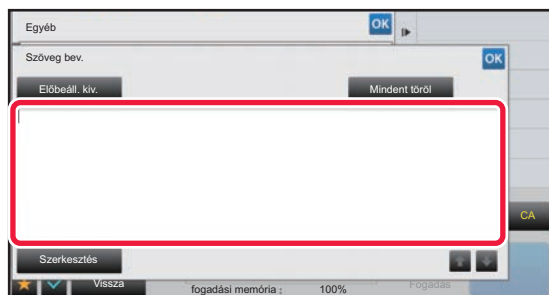 Egyéb
OK
Szöveg bev.
OK
Előbeáll. kiv.
Mindent töröl
CA
Szerkesztés
Vissza
fogadási memória : 100%
Fogadás